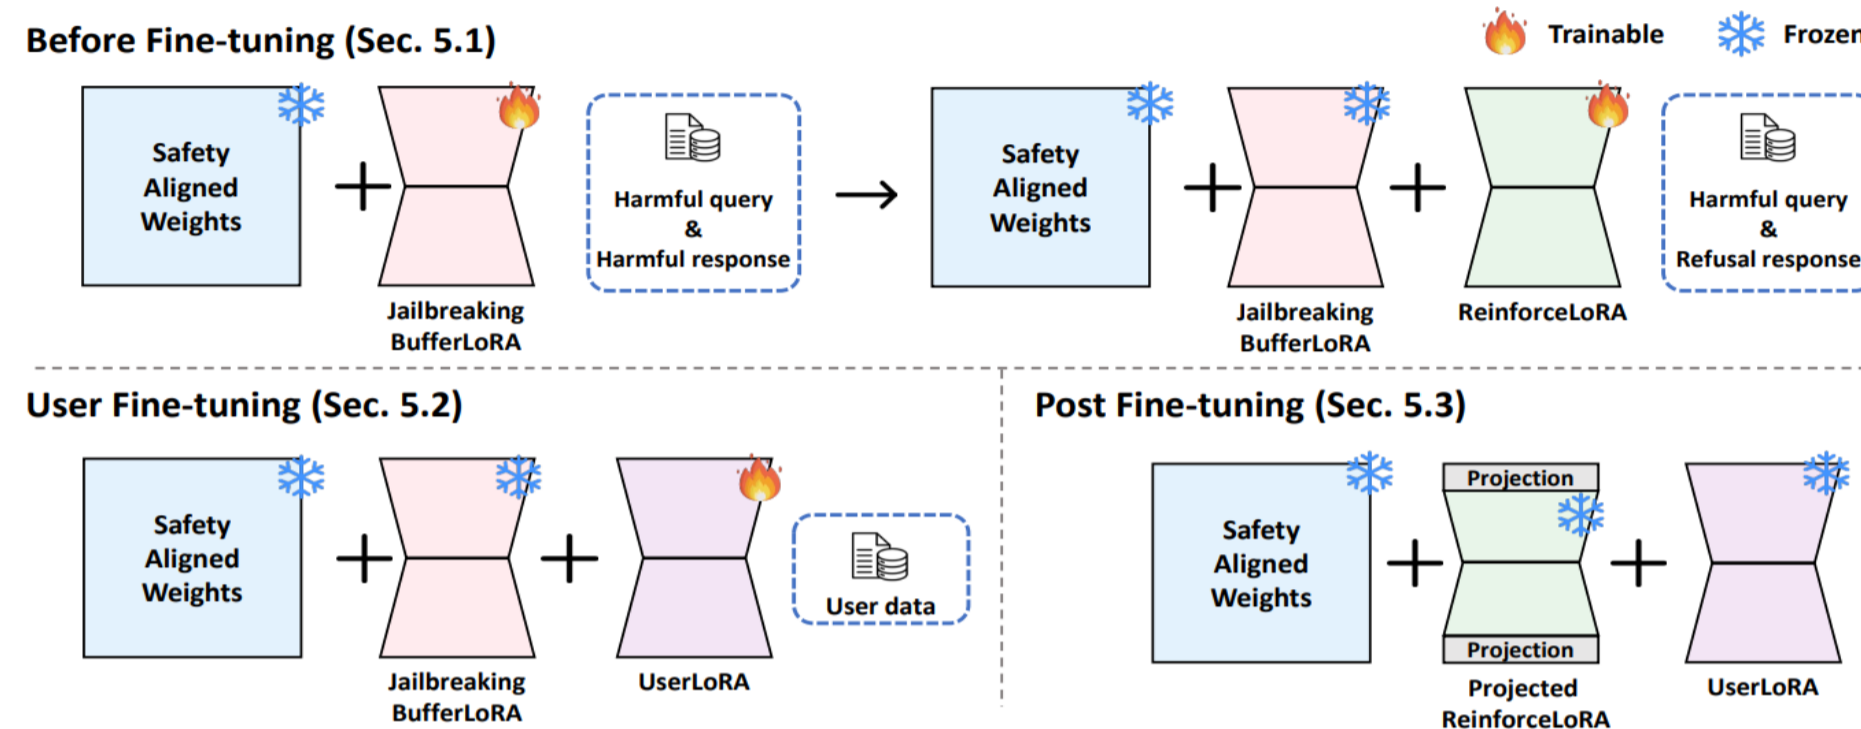 Before Fine-tuning (Sec. 5.1)
Trainable
Frozen
Safety
Aligned
Weights
Jailbreaking
BufferLoRA
Harmful query
&
Harmful response
Safety
Aligned
Weights
Jailbreaking
BufferLoRA
ReinforceLoRA
Harmful query
&
Refusal response
User Fine-tuning (Sec. 5.2)
Safety
Aligned
Weights
Jailbreaking
BufferLoRA
UserLoRA
User data
Post Fine-tuning (Sec. 5.3)
Safety
Aligned
Weights
Projection
Projection
Projected
ReinforceLoRA
UserLoRA